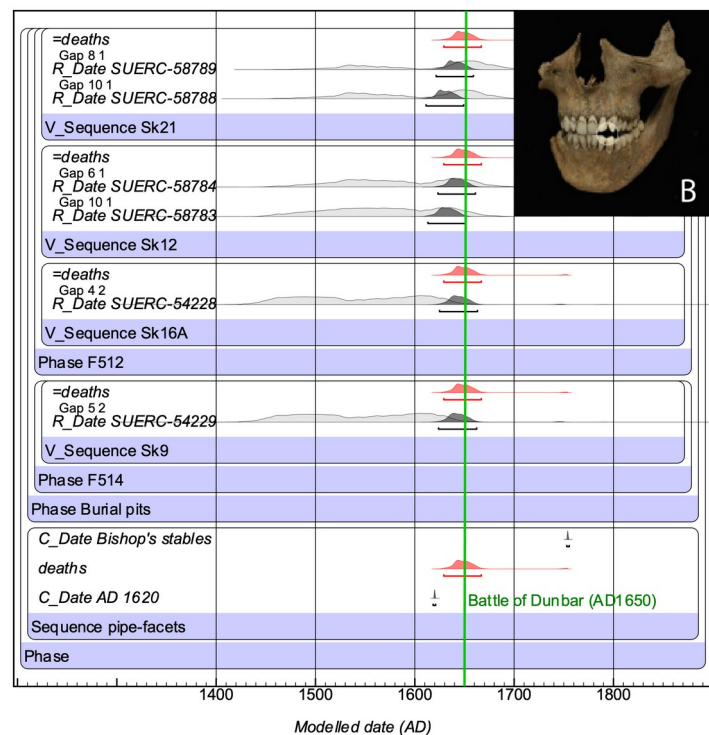 =deaths
Gap 8 1
R_Date SUERC-58789
Gap 10 1
R_Date SUERC-58788
V_Sequence Sk21
=deaths
Gap 6 1
R_Date SUERC-58784
Gap 10 1
R_Date SUERC-58783
V_Sequence Sk12
=deaths
Gap 4 2
R_Date SUERC-54228
V_Sequence Sk16A
Phase F512
=deaths
Gap 5 2
R_Date SUERC-54229
V_Sequence Sk9
Phase F514
Phase Burial pits
C_Date Bishop's stables
deaths
C_Date AD 1620
Battle of Dunbar (AD1650)
Sequence pipe-facets
Phase
1400 1500 1600 1700 1800
Modelled date (AD)
B